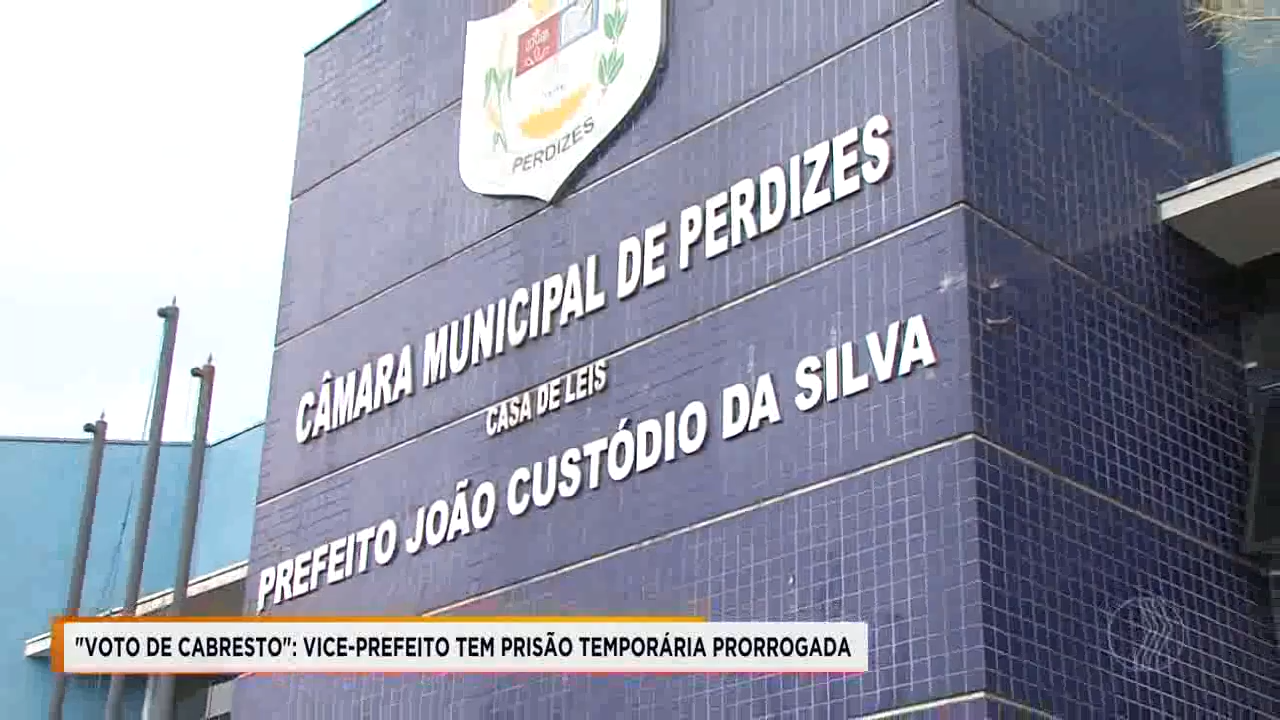 PERDIZES
CÂMARA MUNICIPAL DE PERDIZES
CASA DE LEIS
PREFEITO JOÃO CUSTÓDIO DA SILVA
"VOTO DE CABRESTO": VICE-PREFEITO TEM PRISÃO TEMPORÁRIA PRORROGADA